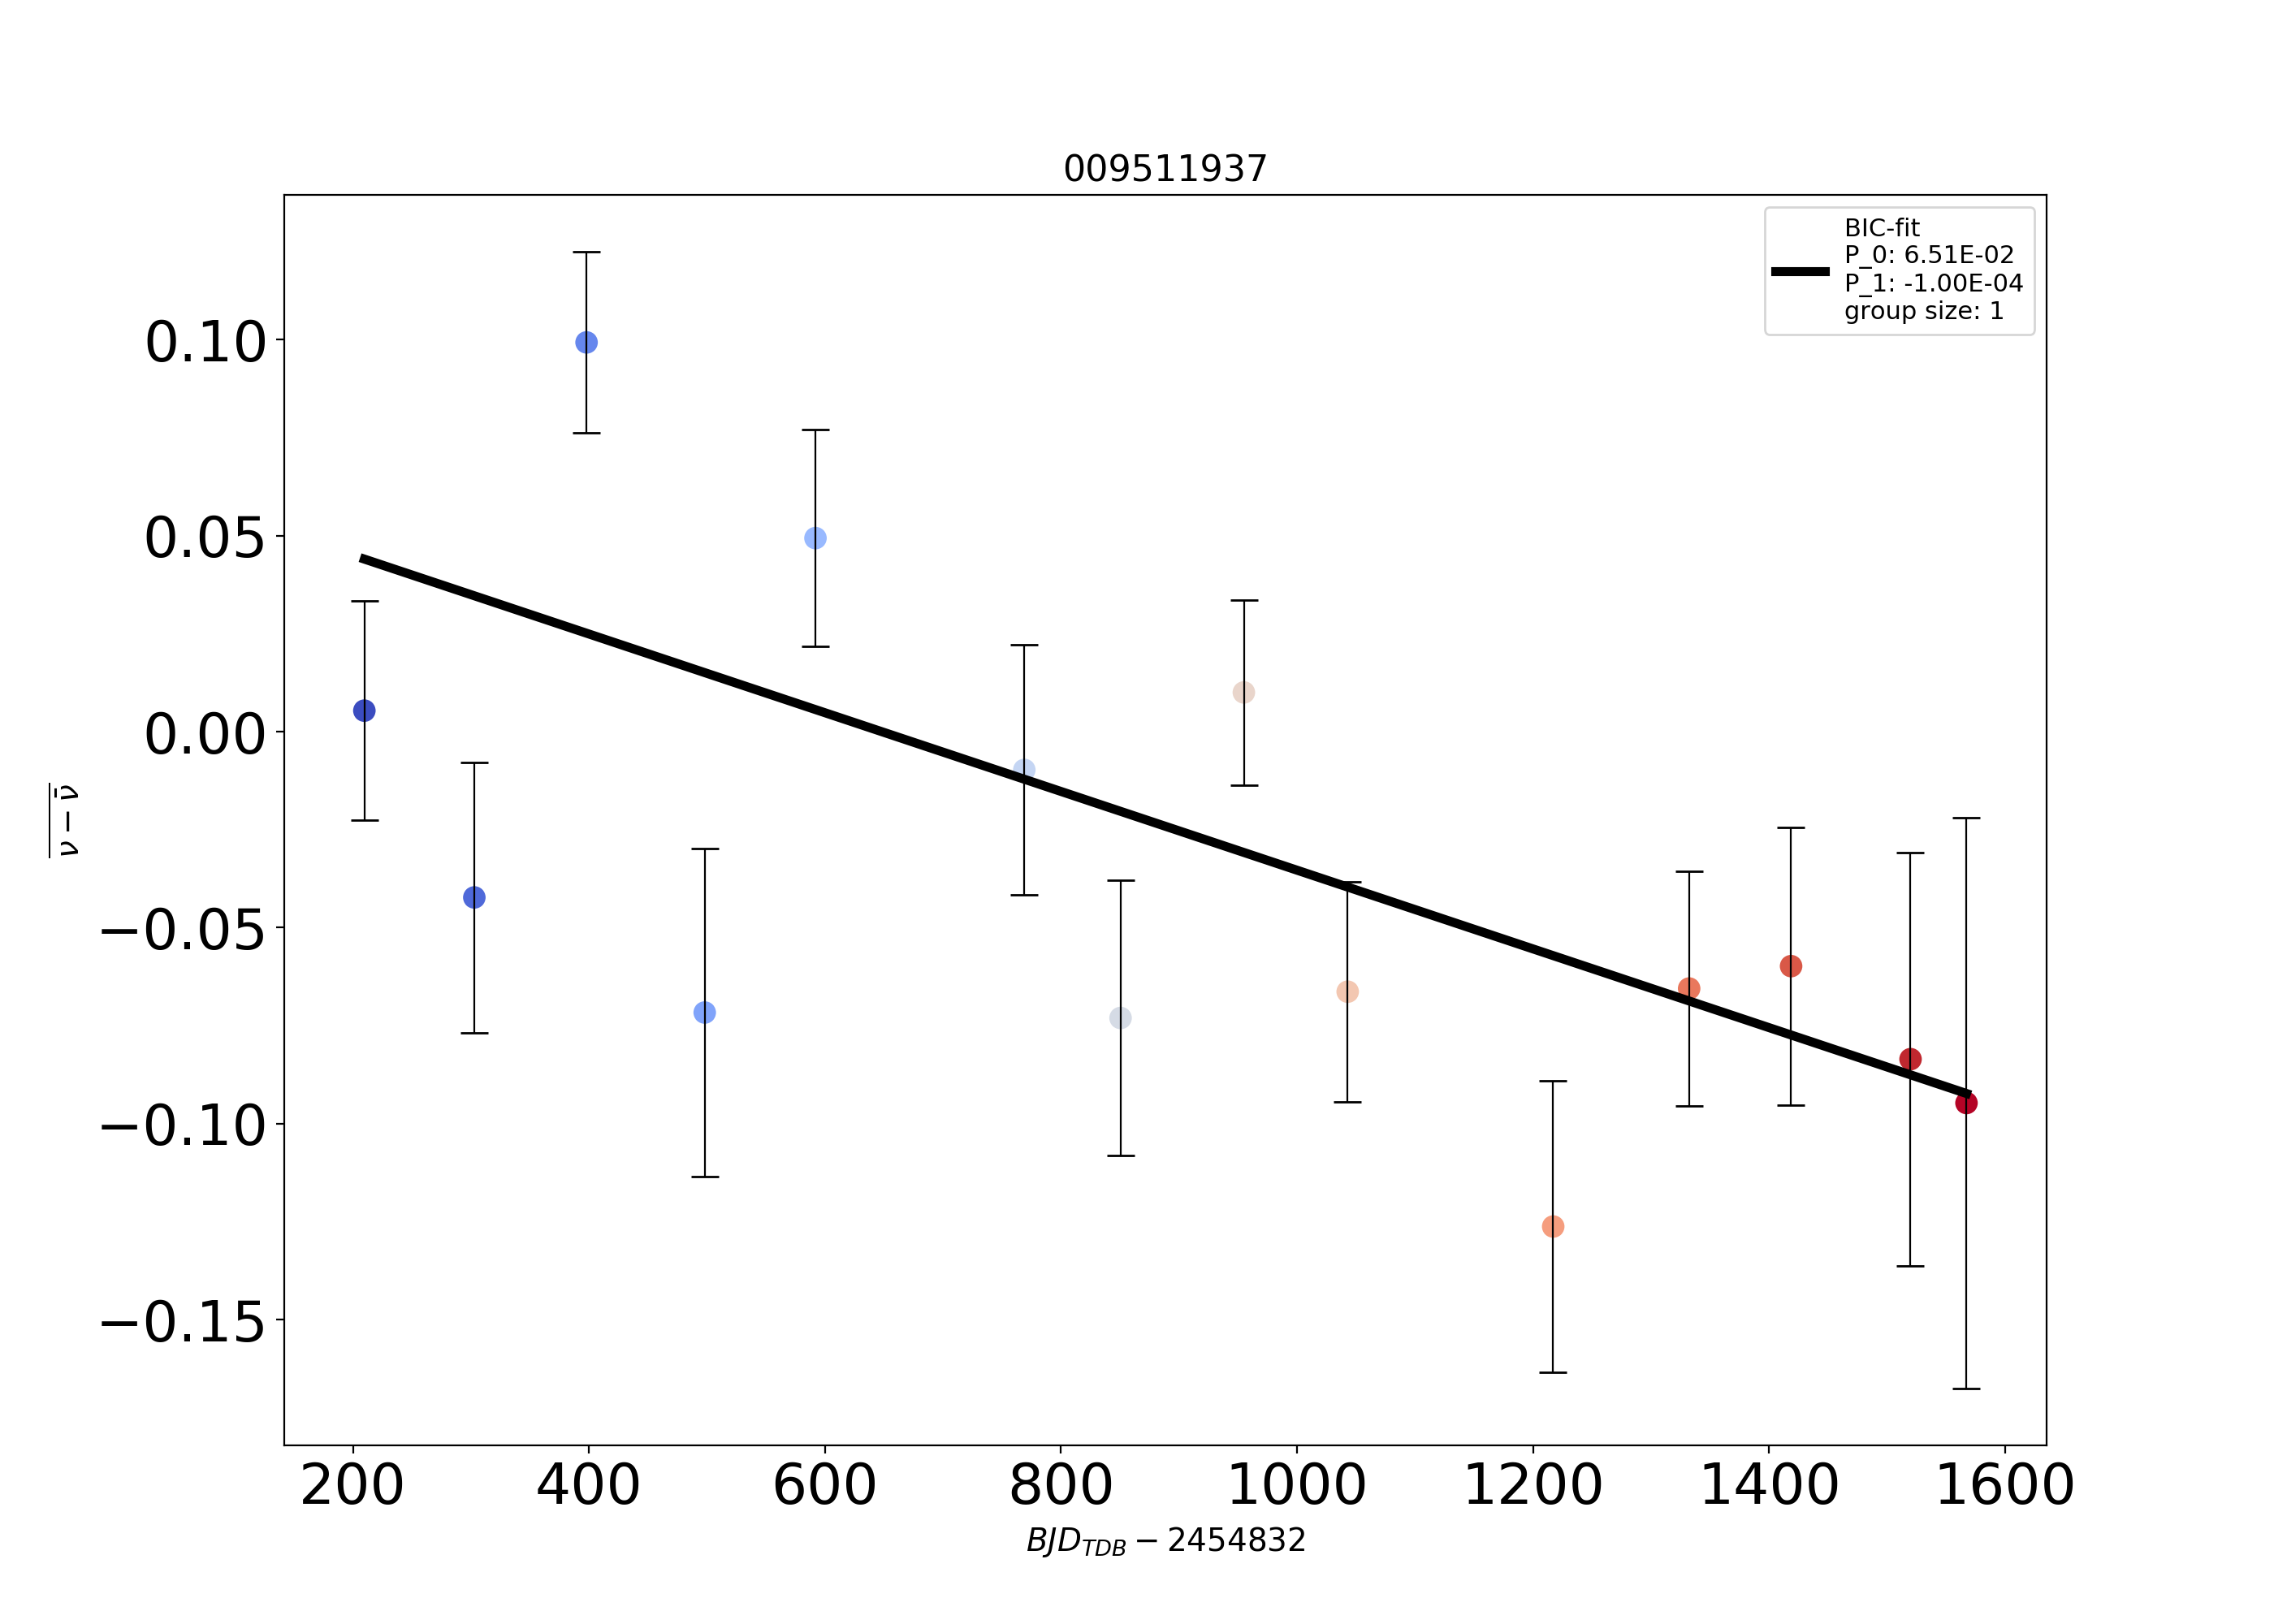 009511937
BIC-fit
P_0: 6.51E-02
P_1: -1.00E-04
group size: 1
0.10
0.05
0.00
−0.05
−0.10
−0.15
ν − ν̄
200 400 600 800 1000 1200 1400 1600
BJD_TDB − 2454832